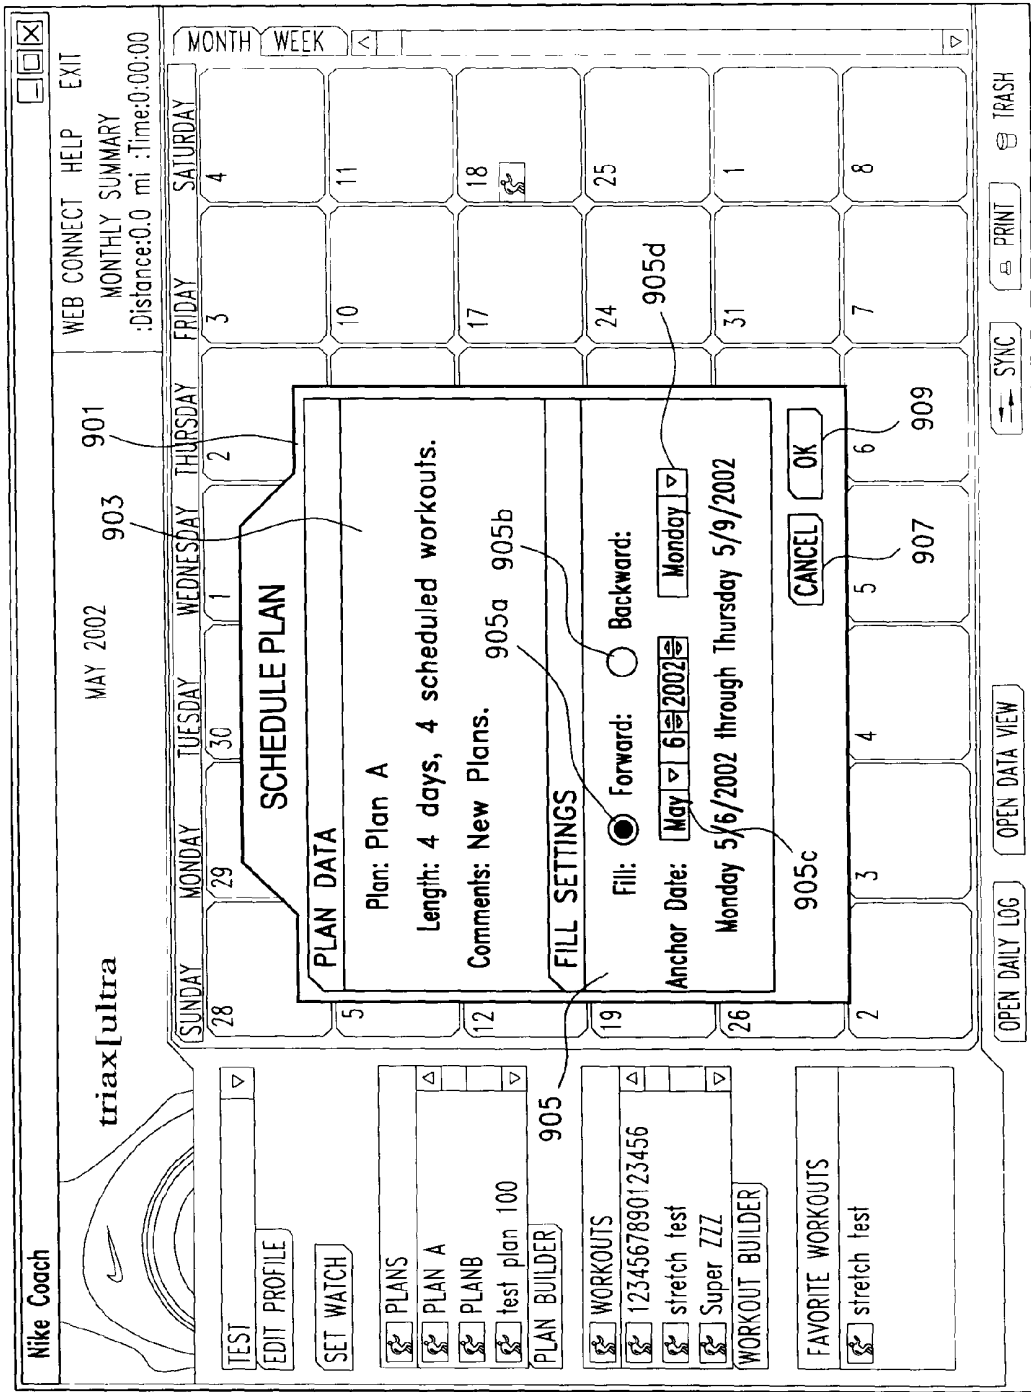 Nike Coach
triax[ultra
MAY 2002
WEB CONNECT HELP EXIT
MONTHLY SUMMARY
:Distance:0.0 mi :Time:0:00:00
TEST
EDIT PROFILE
SET WATCH
PLANS
PLAN A
PLANB
test plan 100
PLAN BUILDER
WORKOUTS
12345678901234​56
stretch test
Super ZZZ
WORKOUT BUILDER
FAVORITE WORKOUTS
stretch test
SUNDAY MONDAY TUESDAY WEDNESDAY THURSDAY FRIDAY SATURDAY
MONTH WEEK
28 29 30 1 2 3 4
5 10 11
12 17 18
19 24 25
26 31 1
2 3 4 5 6 7 8
SCHEDULE PLAN
PLAN DATA
Plan: Plan A
Length: 4 days, 4 scheduled workouts.
Comments: New Plans.
FILL SETTINGS
Fill: Forward: Backward:
Anchor Date: May 6 2002 Monday
Monday 5/6/2002 through Thursday 5/9/2002
CANCEL OK
901
903
905
905a
905b
905c
905d
907
909
OPEN DAILY LOG OPEN DATA VIEW SYNC PRINT TRASH